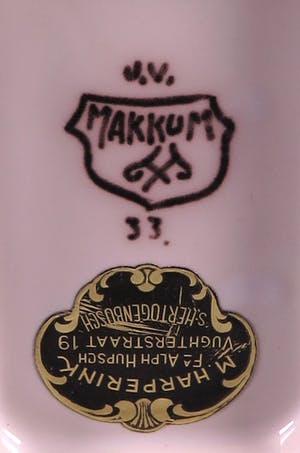 J.V.
MAKKUM
33.
M HARPERINK
FA ALPH HUPSCH
VUGHTERSTRAAT 19
'S HERTOGENBOSCH